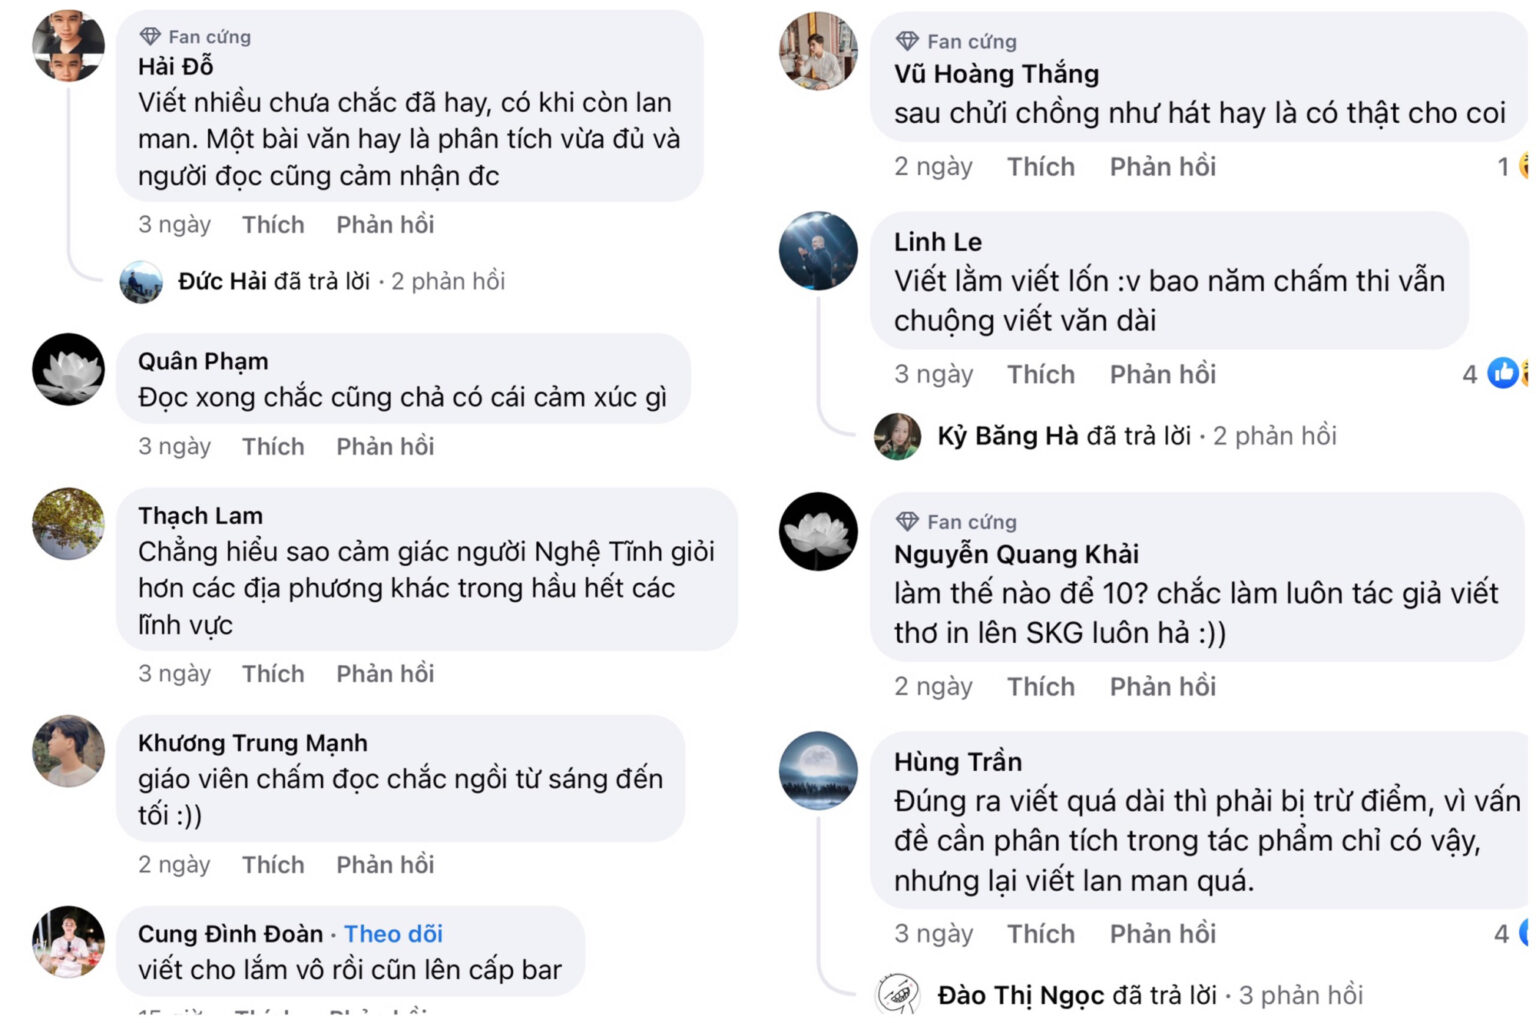 Fan cứng
Hải Đỗ
Viết nhiều chưa chắc đã hay, có khi còn lan
man. Một bài văn hay là phân tích vừa đủ và
người đọc cũng cảm nhận đc
3 ngày Thích Phản hồi
Đức Hải đã trả lời · 2 phản hồi
Quân Phạm
Đọc xong chắc cũng chả có cái cảm xúc gì
3 ngày Thích Phản hồi
Thạch Lam
Chẳng hiểu sao cảm giác người Nghệ Tĩnh giỏi
hơn các địa phương khác trong hầu hết các
lĩnh vực
3 ngày Thích Phản hồi
Khương Trung Mạnh
giáo viên chấm đọc chắc ngồi từ sáng đến
tối :))
2 ngày Thích Phản hồi
Cung Đình Đoàn · Theo dõi
viết cho lắm vô rồi cũn lên cấp bar
Fan cứng
Vũ Hoàng Thắng
sau chửi chồng như hát hay là có thật cho coi
2 ngày Thích Phản hồi 1
Linh Le
Viết lằm viết lốn :v bao năm chấm thi vẫn
chuộng viết văn dài
3 ngày Thích Phản hồi 4
Kỷ Băng Hà đã trả lời · 2 phản hồi
Fan cứng
Nguyễn Quang Khải
làm thế nào để 10? chắc làm luôn tác giả viết
thơ in lên SKG luôn hả :))
2 ngày Thích Phản hồi
Hùng Trần
Đúng ra viết quá dài thì phải bị trừ điểm, vì vấn
đề cần phân tích trong tác phẩm chỉ có vậy,
nhưng lại viết lan man quá.
3 ngày Thích Phản hồi 4
Đào Thị Ngọc đã trả lời · 3 phản hồi